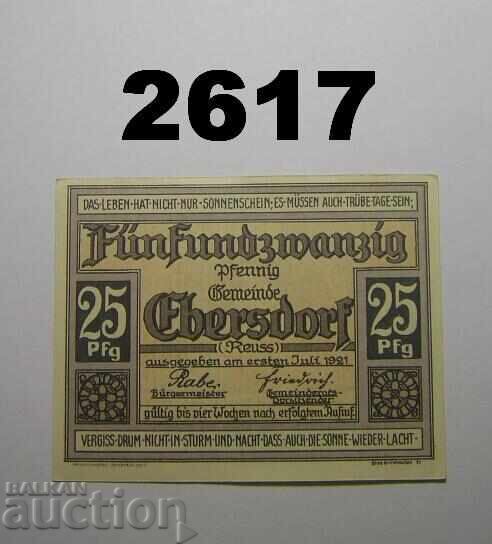 2617
DAS·LEBEN·HAT·NICHT·NUR·SONNENSCHEIN;·ES·MÜSSEN·AUCH·TRÜBE·TAGE·SEIN;
Fünfundzwanzig
Pfennig
Gemeinde
25 Ebersdorf 25
Pfg (Reuss) Pfg
ausgegeben am ersten Juli 1921
Rabe. Friedrich.
Bürgermeister Gemeinderats-
Vorsitzender
gültig bis vier Wochen nach erfolgtem Aufruf.
VERGISS·DRUM·NICHT·IN·STURM·UND·NACHT·DASS·AUCH·DIE·SONNE·WIEDER·LACHT·
BALKAN
auction